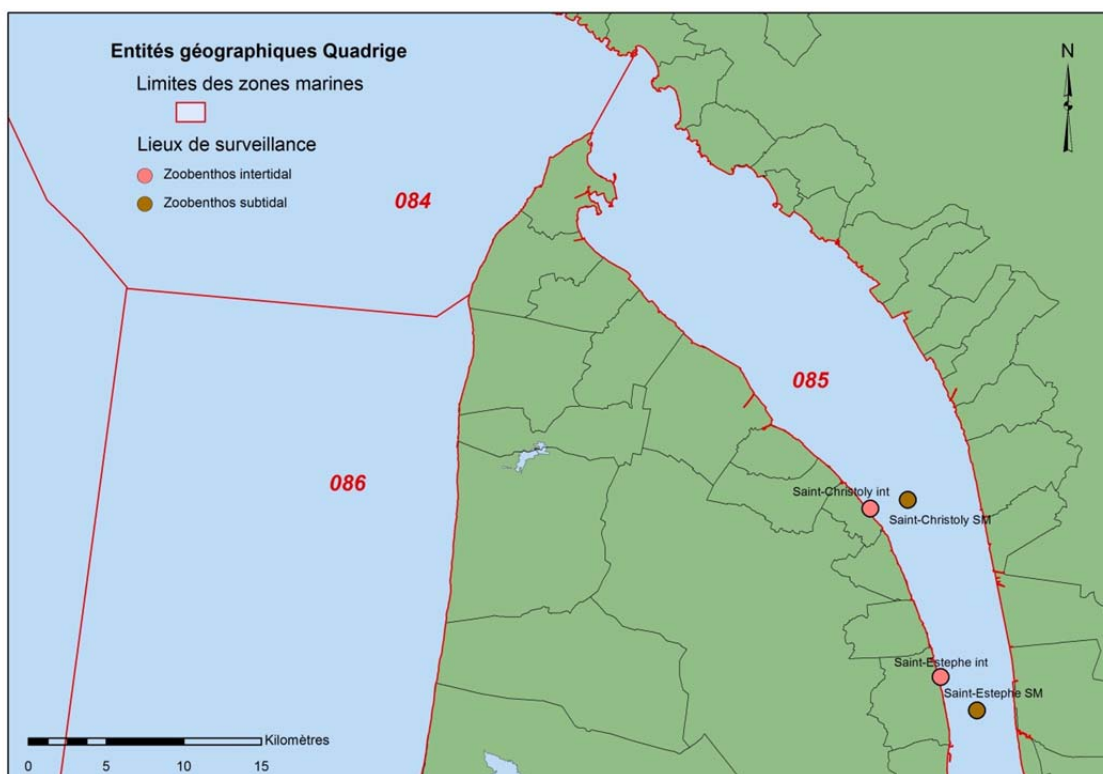 Entités géographiques Quadrige
Limites des zones marines
Lieux de surveillance
Zoobenthos intertidal
Zoobenthos subtidal
N
084
085
086
Saint-Christoly int
Saint-Christoly SM
Saint-Estephe int
Saint-Estephe SM
Kilomètres
0 5 10 15